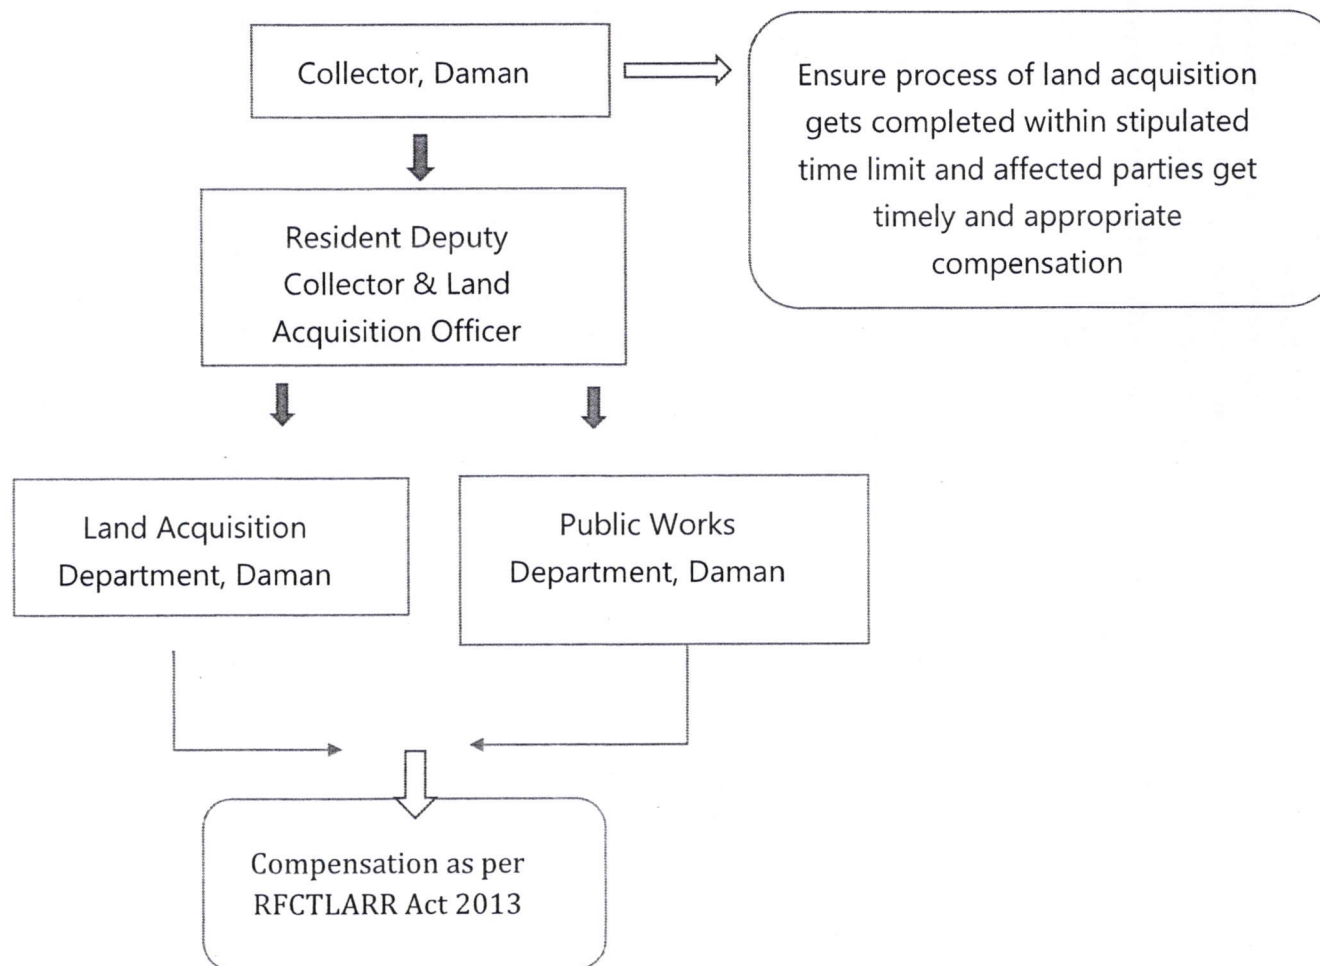 Collector, Daman
Ensure process of land acquisition
gets completed within stipulated
time limit and affected parties get
timely and appropriate
compensation
Resident Deputy
Collector & Land
Acquisition Officer
Land Acquisition
Department, Daman
Public Works
Department, Daman
Compensation as per
RFCTLARR Act 2013